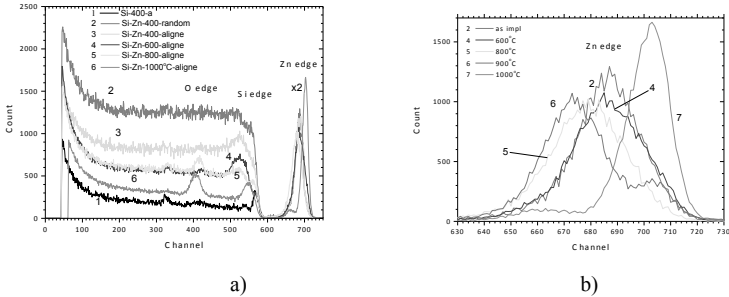 a)
2500
2000
1500
1000
500
0
Count
0 100 200 300 400 500 600 700
Channel
1 Si-400-a
2 Si-Zn-400-random
3 Si-Zn-400-aligne
4 Si-Zn-600-aligne
5 Si-Zn-800-aligne
6 Si-Zn-1000°C-aligne
Zn edge
O edge
Si edge
x2
2
3
4
5
6
1
b)
1500
1000
500
0
Count
630 640 650 660 670 680 690 700 710 720 730
Channel
2 as impl
4 600°C
5 800°C
6 900°C
7 1000°C
Zn edge
2
4
6
7
5
a)
b)